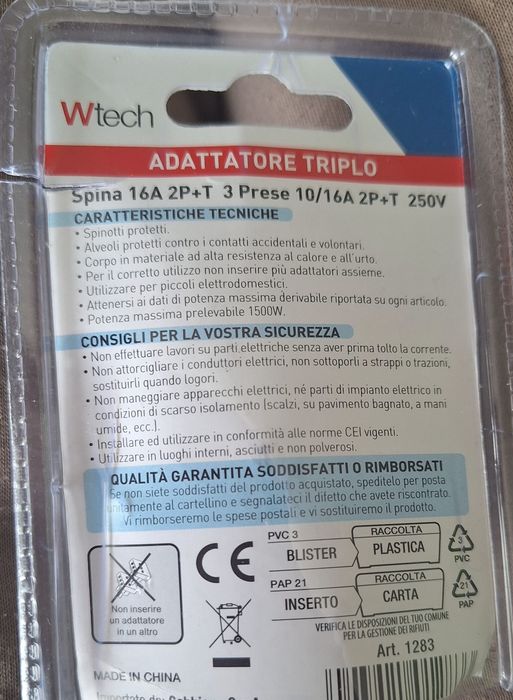 Wtech
ADATTATORE TRIPLO
Spina 16A 2P+T 3 Prese 10/16A 2P+T 250V
CARATTERISTICHE TECNICHE
• Spinotti protetti.
• Alveoli protetti contro i contatti accidentali e volontari.
• Corpo in materiale ad alta resistenza al calore e all'urto.
• Per il corretto utilizzo non inserire più adattatori assieme.
• Utilizzare per piccoli elettrodomestici.
• Attenersi ai dati di potenza massima derivabile riportata su ogni articolo.
• Potenza massima prelevabile 1500W.
CONSIGLI PER LA VOSTRA SICUREZZA
• Non effettuare lavori su parti elettriche senza aver prima tolto la corrente.
• Non attorcigliare i conduttori elettrici, non sottoporli a strappi o trazioni,
sostituirli quando logori.
• Non maneggiare apparecchi elettrici, né parti di impianto elettrico in
condizioni di scarso isolamento (scalzi, su pavimento bagnato, a mani
umide, ecc.).
• Installare ed utilizzare in conformità alle norme CEI vigenti.
• Utilizzare in luoghi interni, asciutti e non polverosi.
QUALITÀ GARANTITA SODDISFATTI O RIMBORSATI
Se non siete soddisfatti del prodotto acquistato, speditelo per posta
unitamente al cartellino e segnalateci il difetto che avete riscontrato.
Vi rimborseremo le spese postali e vi sostituiremo il prodotto.
Non inserire
un adattatore
in un altro
CE
PVC 3
BLISTER
RACCOLTA
PLASTICA
3
PVC
PAP 21
INSERTO
RACCOLTA
CARTA
21
PAP
VERIFICA LE DISPOSIZIONI DEL TUO COMUNE
PER LA GESTIONE DEI RIFIUTI
Art. 1283
MADE IN CHINA
Importato da: